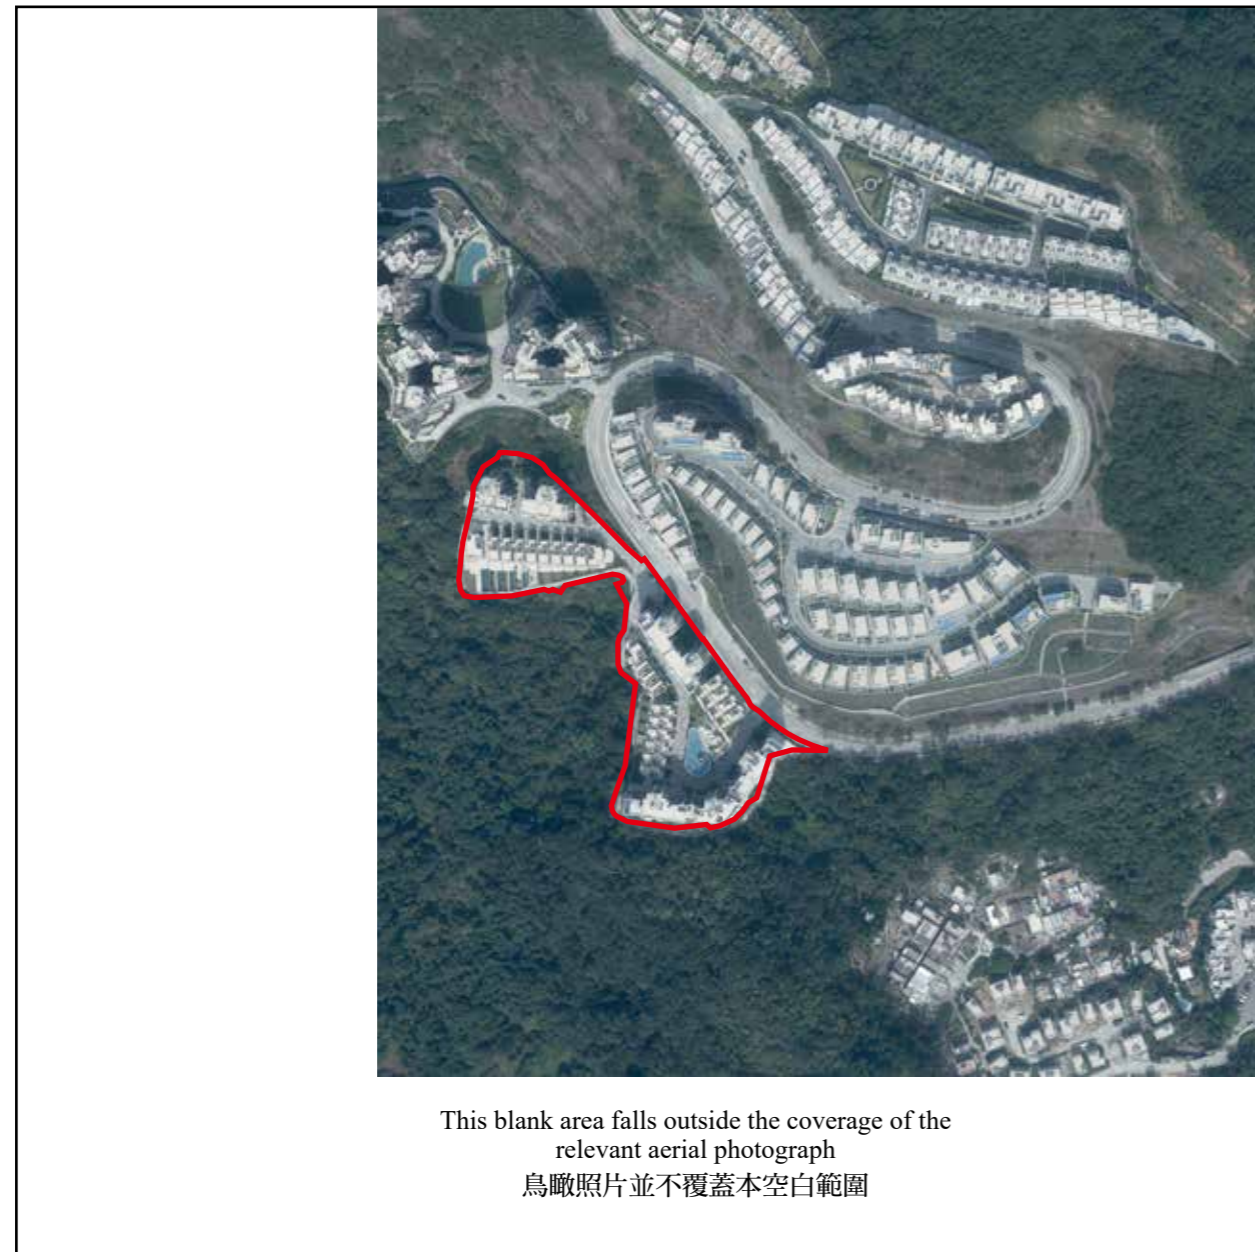 This blank area falls outside the coverage of the
relevant aerial photograph
鳥瞰照片並不覆蓋本空白範圍